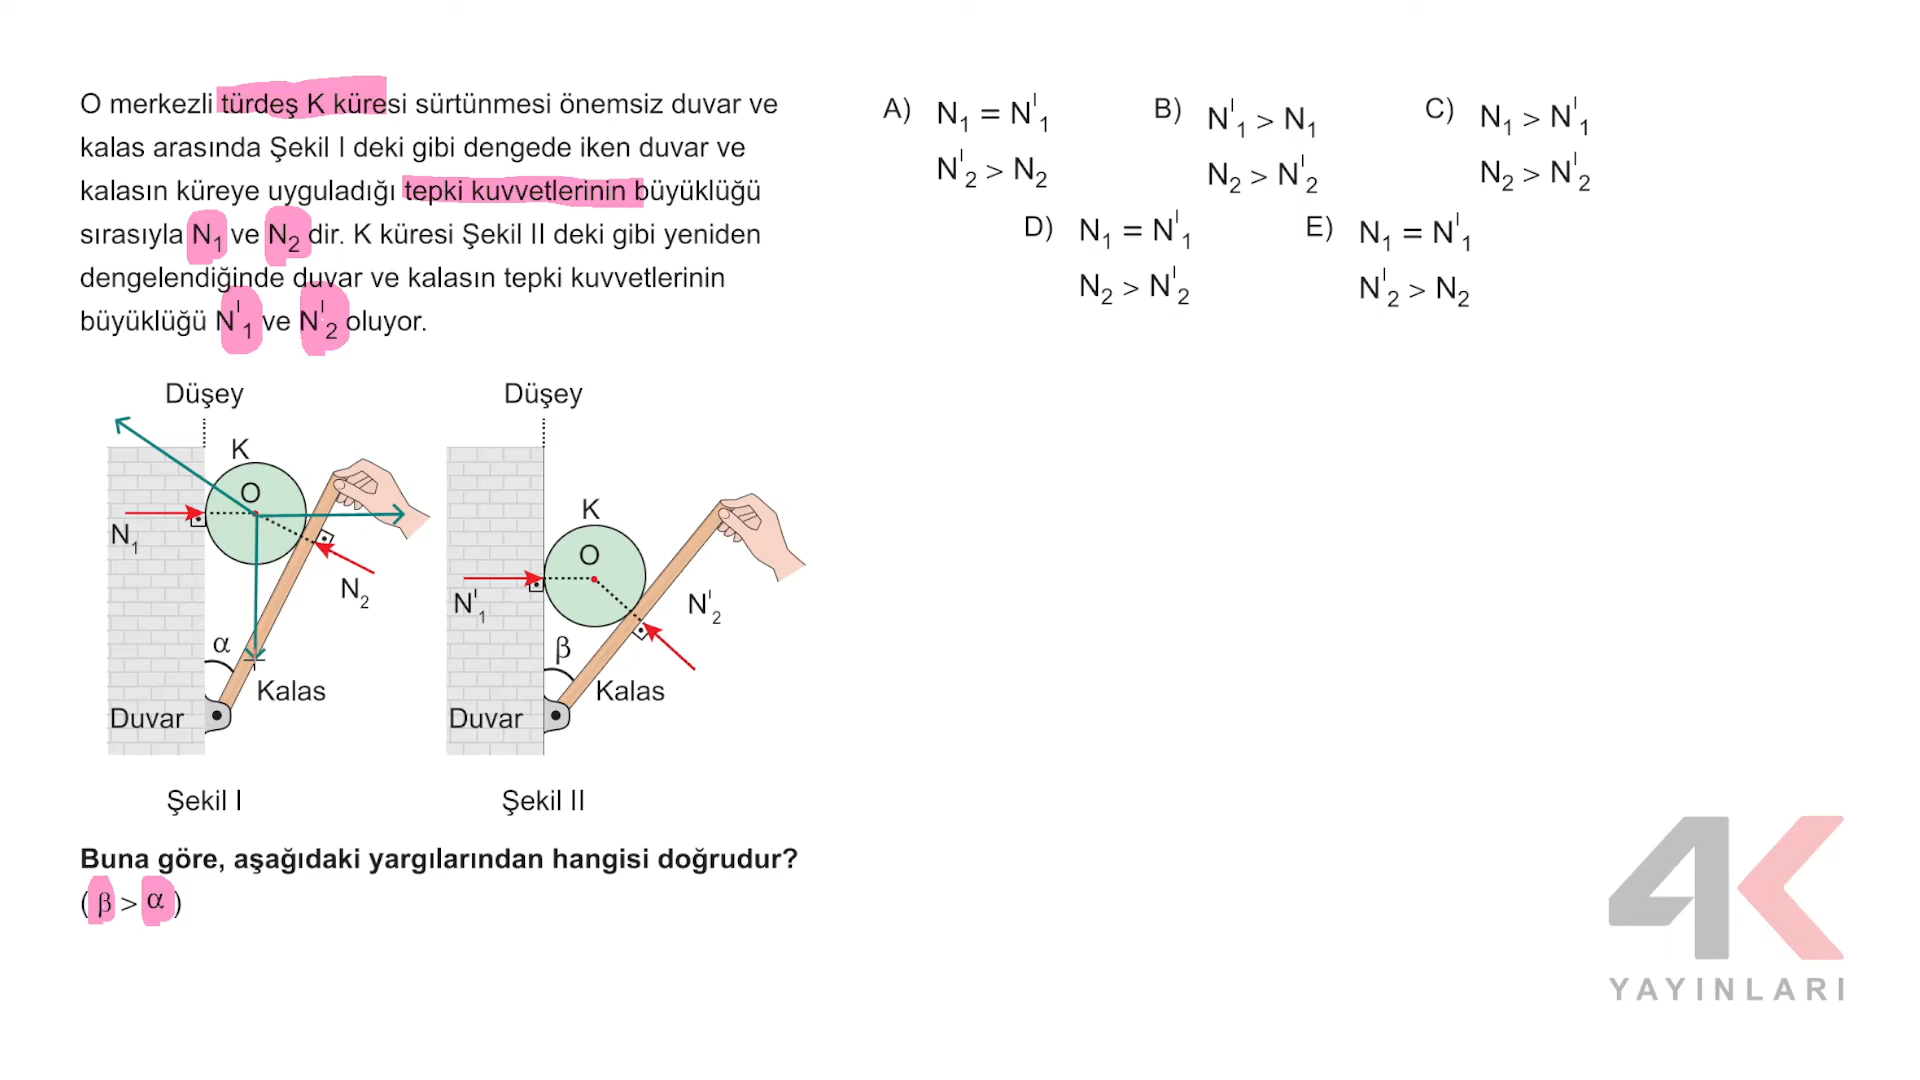 O merkezli türdeş K küresi sürtünmesi önemsiz duvar ve
kalas arasında Şekil I deki gibi dengede iken duvar ve
kalasın küreye uyguladığı tepki kuvvetlerinin büyüklüğü
sırasıyla N₁ ve N₂ dir. K küresi Şekil II deki gibi yeniden
dengelendiğinde duvar ve kalasın tepki kuvvetlerinin
büyüklüğü N'₁ ve N'₂ oluyor.
Düşey
K
O
N₁
N₂
α
Kalas
Duvar
Şekil I
Düşey
K
O
N'₁
N'₂
β
Kalas
Duvar
Şekil II
Buna göre, aşağıdaki yargılarından hangisi doğrudur?
(β > α)
A) N₁ = N'₁
N'₂ > N₂
B) N'₁ > N₁
N₂ > N'₂
C) N₁ > N'₁
N₂ > N'₂
D) N₁ = N'₁
N₂ > N'₂
E) N₁ = N'₁
N'₂ > N₂
4K
YAYINLARI